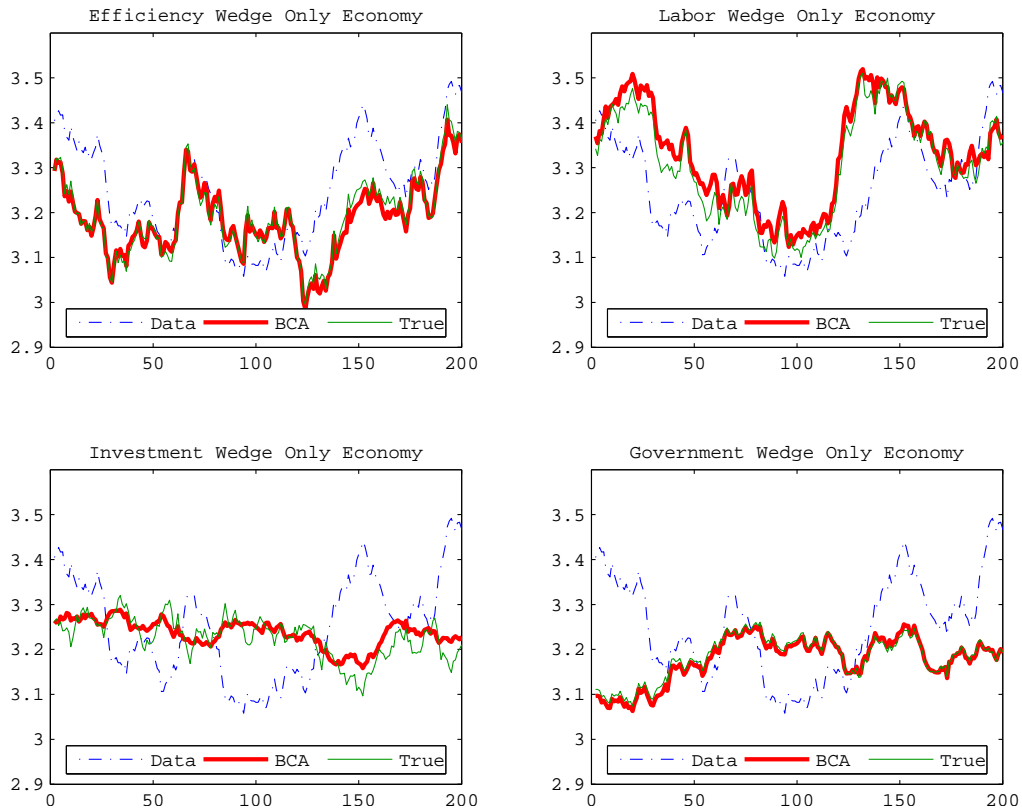 Efficiency Wedge Only Economy
3.5
3.4
3.3
3.2
3.1
3
2.9
Data BCA True
0 50 100 150 200
Labor Wedge Only Economy
3.5
3.4
3.3
3.2
3.1
3
2.9
Data BCA True
0 50 100 150 200
Investment Wedge Only Economy
3.5
3.4
3.3
3.2
3.1
3
2.9
Data BCA True
0 50 100 150 200
Government Wedge Only Economy
3.5
3.4
3.3
3.2
3.1
3
2.9
Data BCA True
0 50 100 150 200